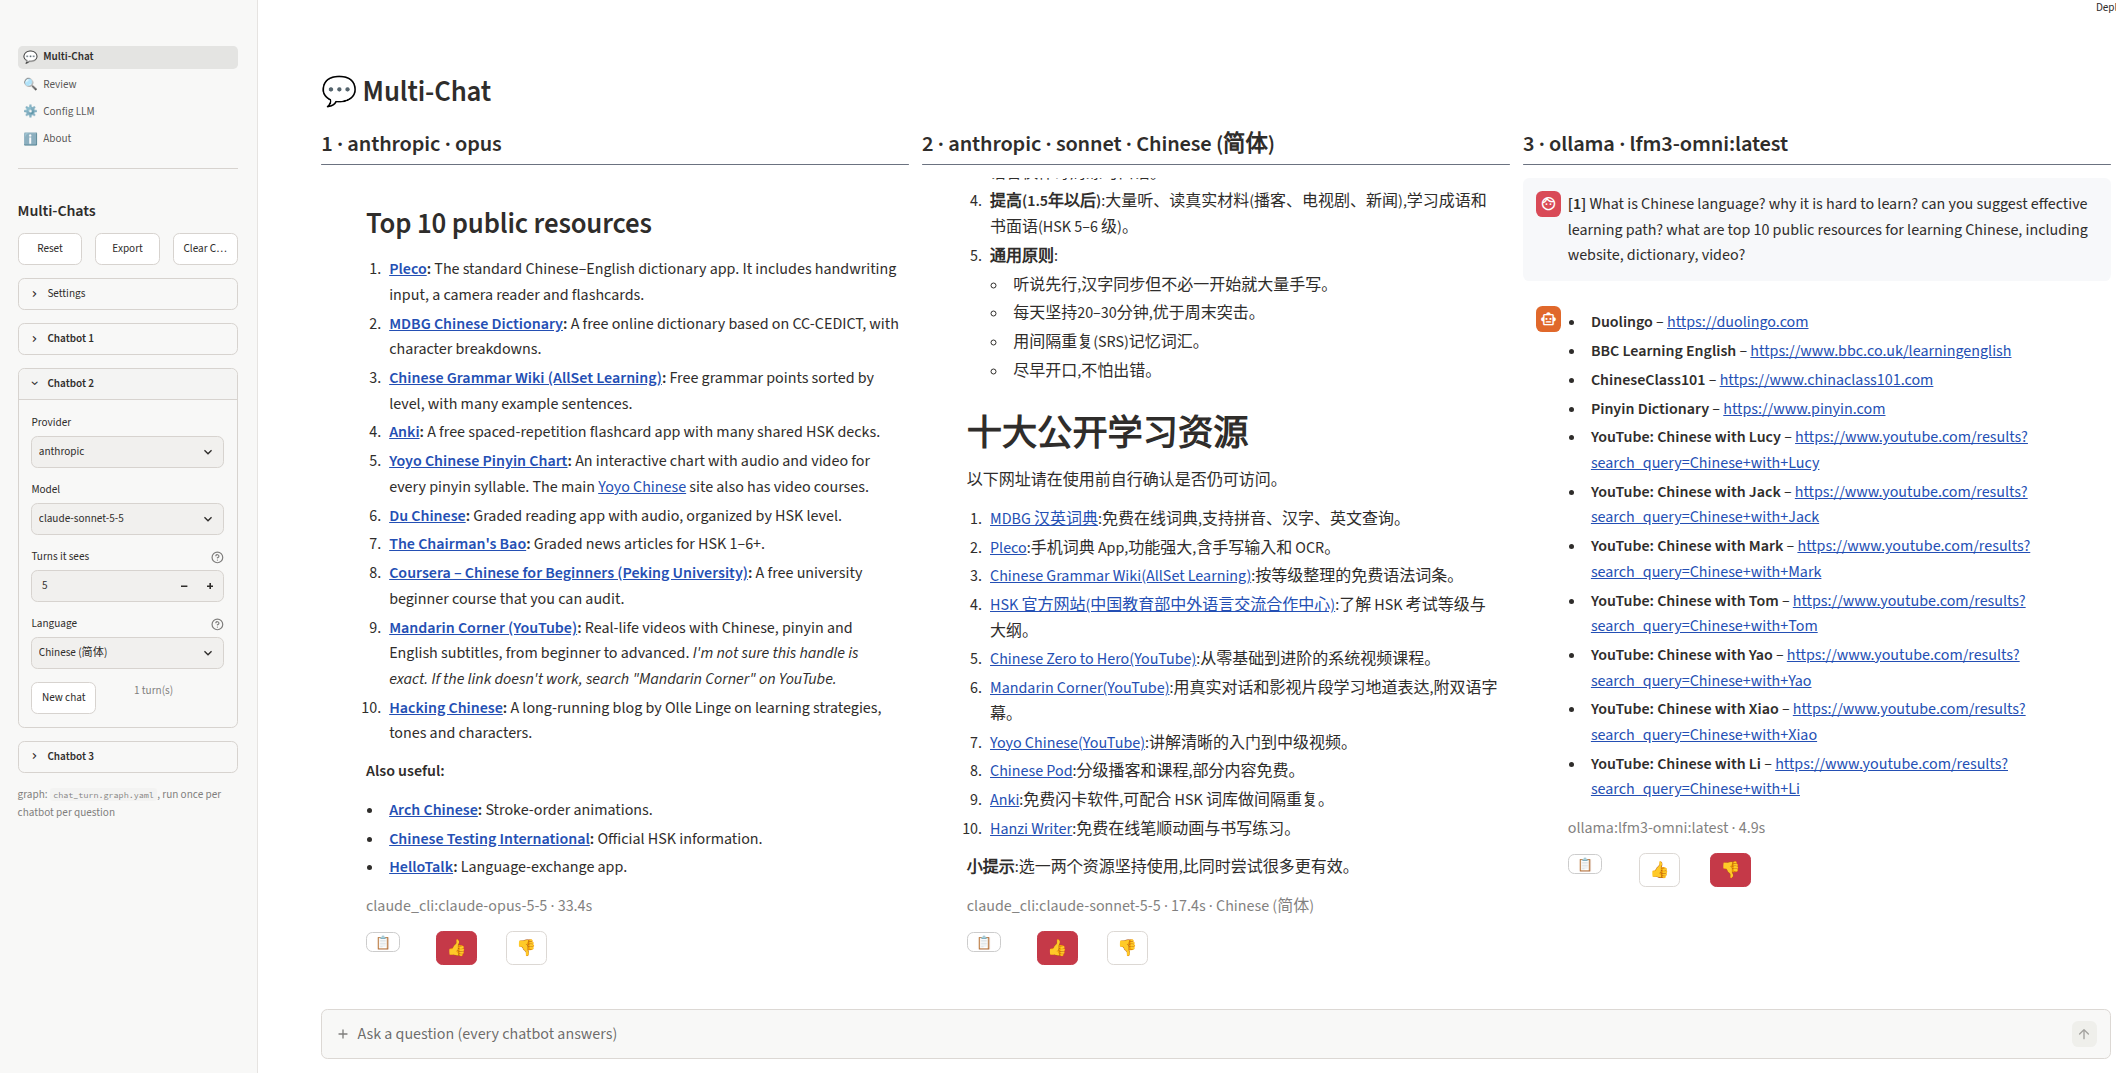 Depl
Multi-Chat
Review
Config LLM
About
Multi-Chats
Reset
Export
Clear C...
Settings
Chatbot 1
Chatbot 2
Provider
anthropic
Model
claude-sonnet-5-5
Turns it sees
5
Language
Chinese (简体)
New chat
1 turn(s)
Chatbot 3
graph: chat_turn.graph.yaml, run once per
chatbot per question
Multi-Chat
1 · anthropic · opus
Top 10 public resources
1. Pleco: The standard Chinese–English dictionary app. It includes handwriting
input, a camera reader and flashcards.
2. MDBG Chinese Dictionary: A free online dictionary based on CC-CEDICT, with
character breakdowns.
3. Chinese Grammar Wiki (AllSet Learning): Free grammar points sorted by
level, with many example sentences.
4. Anki: A free spaced-repetition flashcard app with many shared HSK decks.
5. Yoyo Chinese Pinyin Chart: An interactive chart with audio and video for
every pinyin syllable. The main Yoyo Chinese site also has video courses.
6. Du Chinese: Graded reading app with audio, organized by HSK level.
7. The Chairman's Bao: Graded news articles for HSK 1–6+.
8. Coursera – Chinese for Beginners (Peking University): A free university
beginner course that you can audit.
9. Mandarin Corner (YouTube): Real-life videos with Chinese, pinyin and
English subtitles, from beginner to advanced. I'm not sure this handle is
exact. If the link doesn't work, search "Mandarin Corner" on YouTube.
10. Hacking Chinese: A long-running blog by Olle Linge on learning strategies,
tones and characters.
Also useful:
• Arch Chinese: Stroke-order animations.
• Chinese Testing International: Official HSK information.
• HelloTalk: Language-exchange app.
claude_cli:claude-opus-5-5 · 33.4s
2 · anthropic · sonnet · Chinese (简体)
4. 提高(1.5年以后):大量听、读真实材料(播客、电视剧、新闻),学习成语和
书面语(HSK 5–6 级)。
5. 通用原则:
听说先行,汉字同步但不必一开始就大量手写。
每天坚持20–30分钟,优于周末突击。
用间隔重复(SRS)记忆词汇。
尽早开口,不怕出错。
十大公开学习资源
以下网址请在使用前自行确认是否仍可访问。
1. MDBG 汉英词典:免费在线词典,支持拼音、汉字、英文查询。
2. Pleco:手机词典 App,功能强大,含手写输入和 OCR。
3. Chinese Grammar Wiki(AllSet Learning):按等级整理的免费语法词条。
4. HSK 官方网站(中国教育部中外语言交流合作中心):了解 HSK 考试等级与
大纲。
5. Chinese Zero to Hero(YouTube):从零基础到进阶的系统视频课程。
6. Mandarin Corner(YouTube):用真实对话和影视片段学习地道表达,附双语字
幕。
7. Yoyo Chinese(YouTube):讲解清晰的入门到中级视频。
8. Chinese Pod:分级播客和课程,部分内容免费。
9. Anki:免费闪卡软件,可配合 HSK 词库做间隔重复。
10. Hanzi Writer:免费在线笔顺动画与书写练习。
小提示:选一两个资源坚持使用,比同时尝试很多更有效。
claude_cli:claude-sonnet-5-5 · 17.4s · Chinese (简体)
3 · ollama · lfm3-omni:latest
[1] What is Chinese language? why it is hard to learn? can you suggest effective
learning path? what are top 10 public resources for learning Chinese, including
website, dictionary, video?
• Duolingo – https://duolingo.com
• BBC Learning English – https://www.bbc.co.uk/learningenglish
• ChineseClass101 – https://www.chinaclass101.com
• Pinyin Dictionary – https://www.pinyin.com
• YouTube: Chinese with Lucy – https://www.youtube.com/results?
search_query=Chinese+with+Lucy
• YouTube: Chinese with Jack – https://www.youtube.com/results?
search_query=Chinese+with+Jack
• YouTube: Chinese with Mark – https://www.youtube.com/results?
search_query=Chinese+with+Mark
• YouTube: Chinese with Tom – https://www.youtube.com/results?
search_query=Chinese+with+Tom
• YouTube: Chinese with Yao – https://www.youtube.com/results?
search_query=Chinese+with+Yao
• YouTube: Chinese with Xiao – https://www.youtube.com/results?
search_query=Chinese+with+Xiao
• YouTube: Chinese with Li – https://www.youtube.com/results?
search_query=Chinese+with+Li
ollama:lfm3-omni:latest · 4.9s
Ask a question (every chatbot answers)